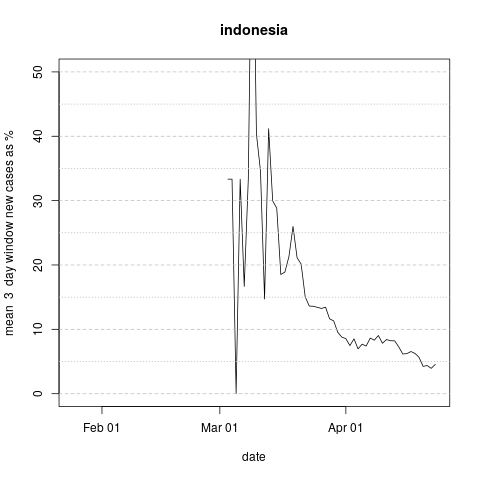 indonesia
mean  3  day window new cases as %
50
40
30
20
10
0
Feb 01
Mar 01
Apr 01
date